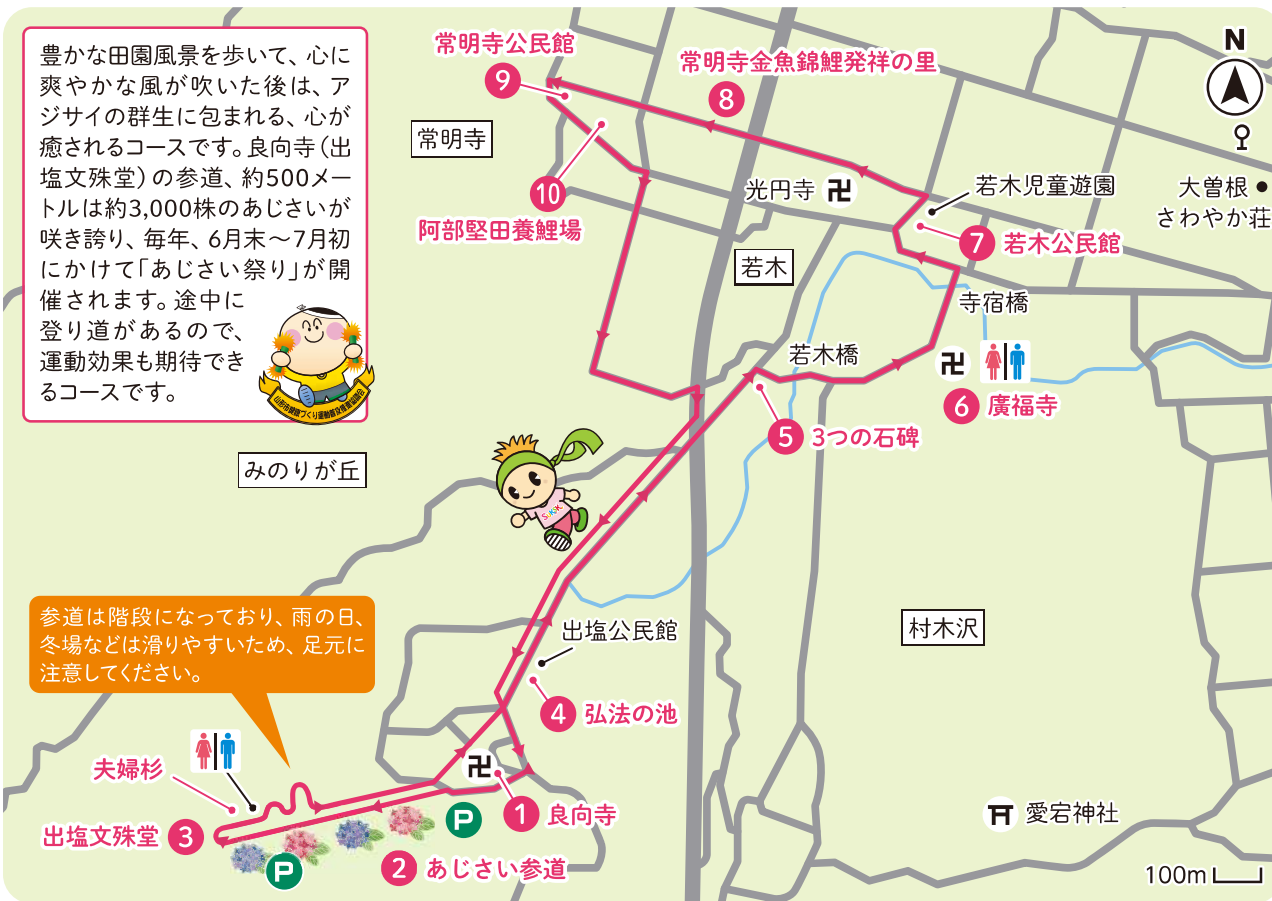 豊かな田園風景を歩いて、心に
爽やかな風が吹いた後は、ア
ジサイの群生に包まれる、心が
癒されるコースです。良向寺（出
塩文殊堂）の参道、約500メー
トルは約3,000株のあじさいが
咲き誇り、毎年、6月末～7月初
にかけて「あじさい祭り」が開
催されます。途中に
登り道があるので、
運動効果も期待でき
るコースです。
常明寺公民館
9
常明寺金魚錦鯉発祥の里
8
N
常明寺
10
阿部堅田養鯉場
光円寺
若木児童遊園
大曽根
さわやか荘
7 若木公民館
若木
寺宿橋
若木橋
6 廣福寺
5 3つの石碑
みのりが丘
参道は階段になっており、雨の日、
冬場などは滑りやすいため、足元に
注意してください。
出塩公民館
村木沢
4 弘法の池
夫婦杉
出塩文殊堂 3
P
1 良向寺
愛宕神社
P
2 あじさい参道
100m